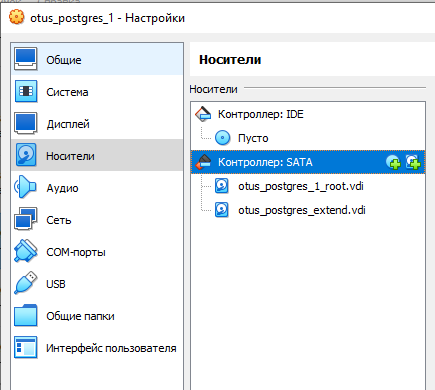 otus_postgres_1 - Настройки
Общие
Система
Дисплей
Носители
Аудио
Сеть
COM-порты
USB
Общие папки
Интерфейс пользователя
Носители
Носители
Контроллер: IDE
Пусто
Контроллер: SATA
otus_postgres_1_root.vdi
otus_postgres_extend.vdi